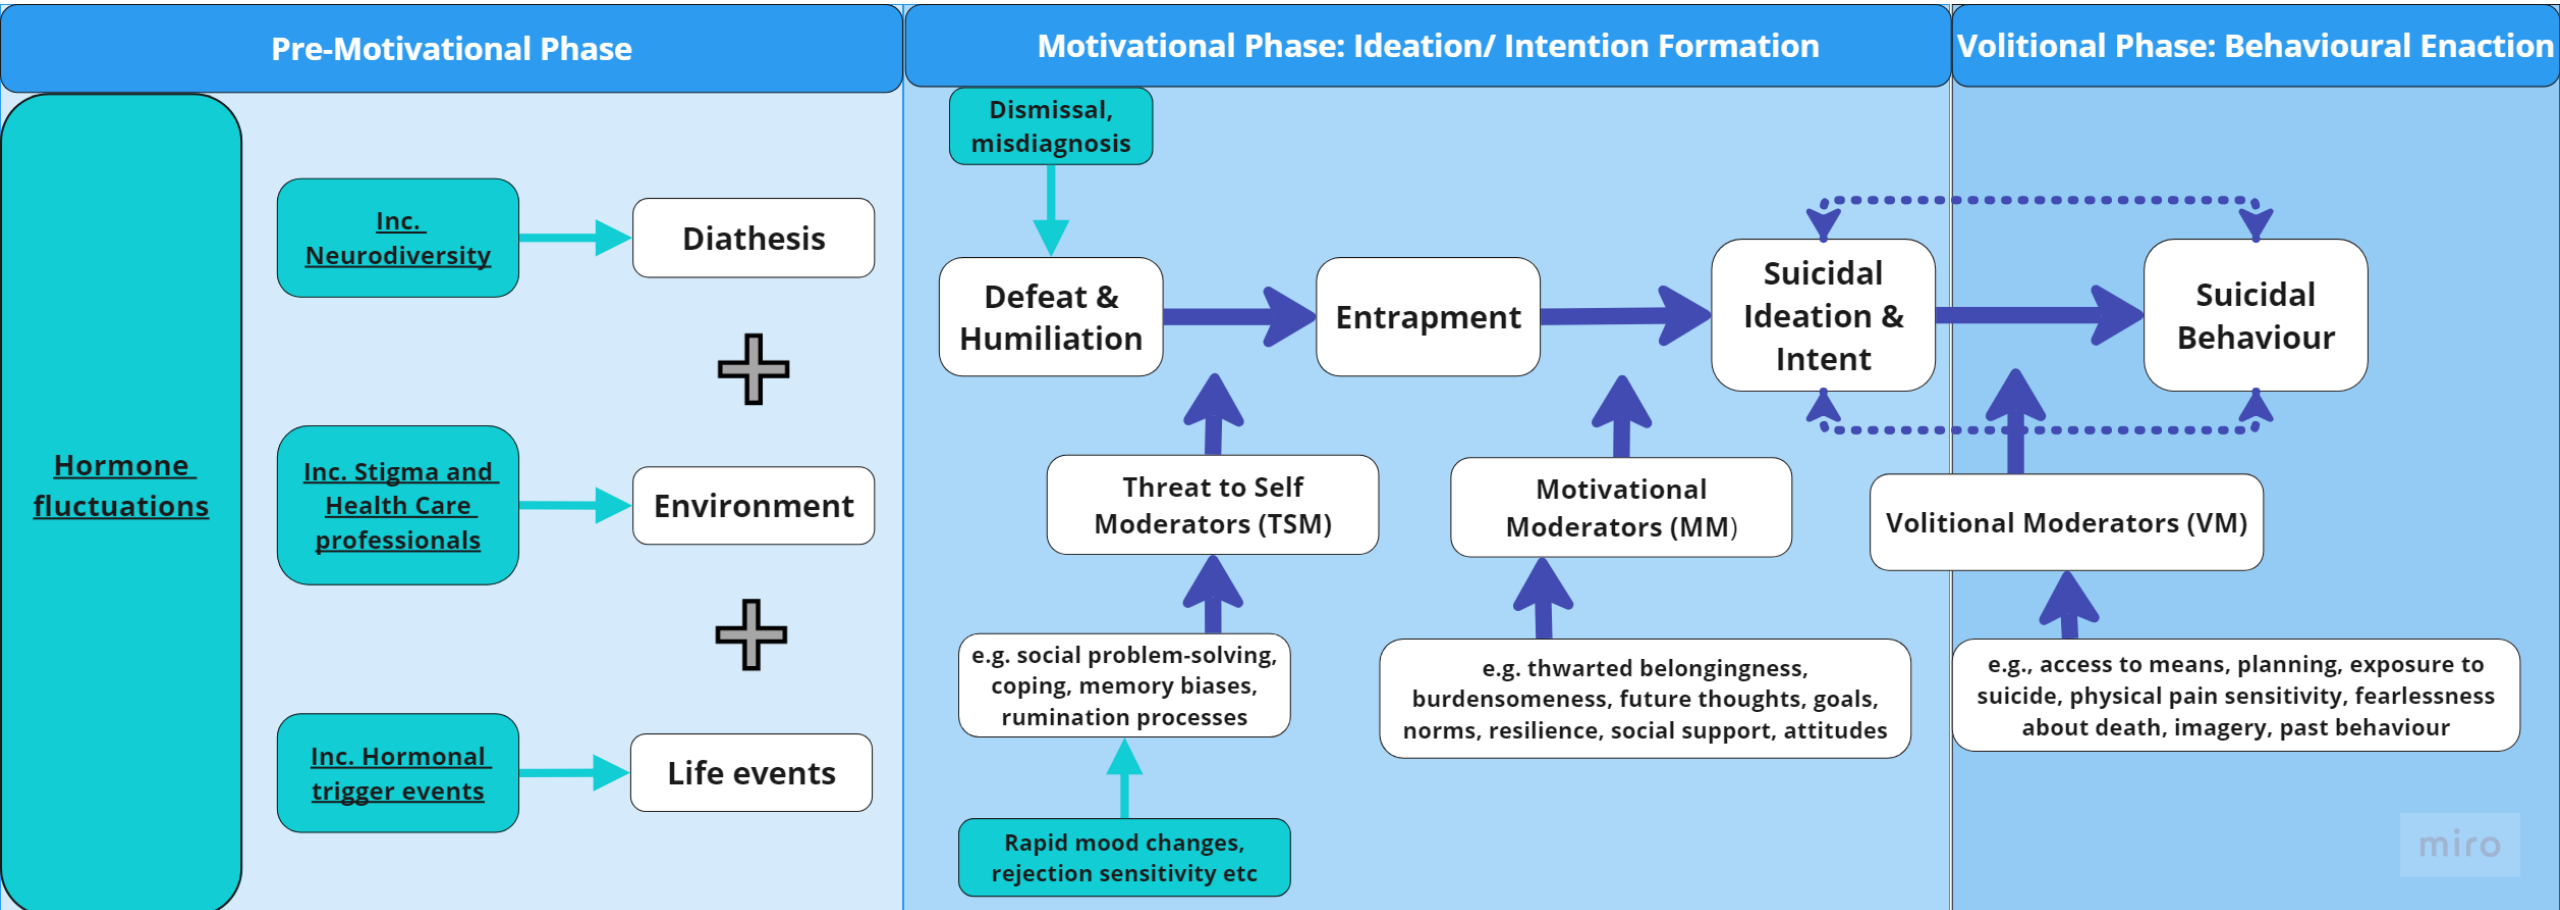 Pre-Motivational Phase
Motivational Phase: Ideation/ Intention Formation
Volitional Phase: Behavioural Enaction
Hormone
fluctuations
Inc.
Neurodiversity
Diathesis
Inc. Stigma and
Health Care
professionals
Environment
Inc. Hormonal
trigger events
Life events
Dismissal,
misdiagnosis
Defeat &
Humiliation
Entrapment
Suicidal
Ideation &
Intent
Suicidal
Behaviour
Threat to Self
Moderators (TSM)
Motivational
Moderators (MM)
Volitional Moderators (VM)
e.g. social problem-solving,
coping, memory biases,
rumination processes
e.g. thwarted belongingness,
burdensomeness, future thoughts, goals,
norms, resilience, social support, attitudes
e.g., access to means, planning, exposure to
suicide, physical pain sensitivity, fearlessness
about death, imagery, past behaviour
Rapid mood changes,
rejection sensitivity etc
miro